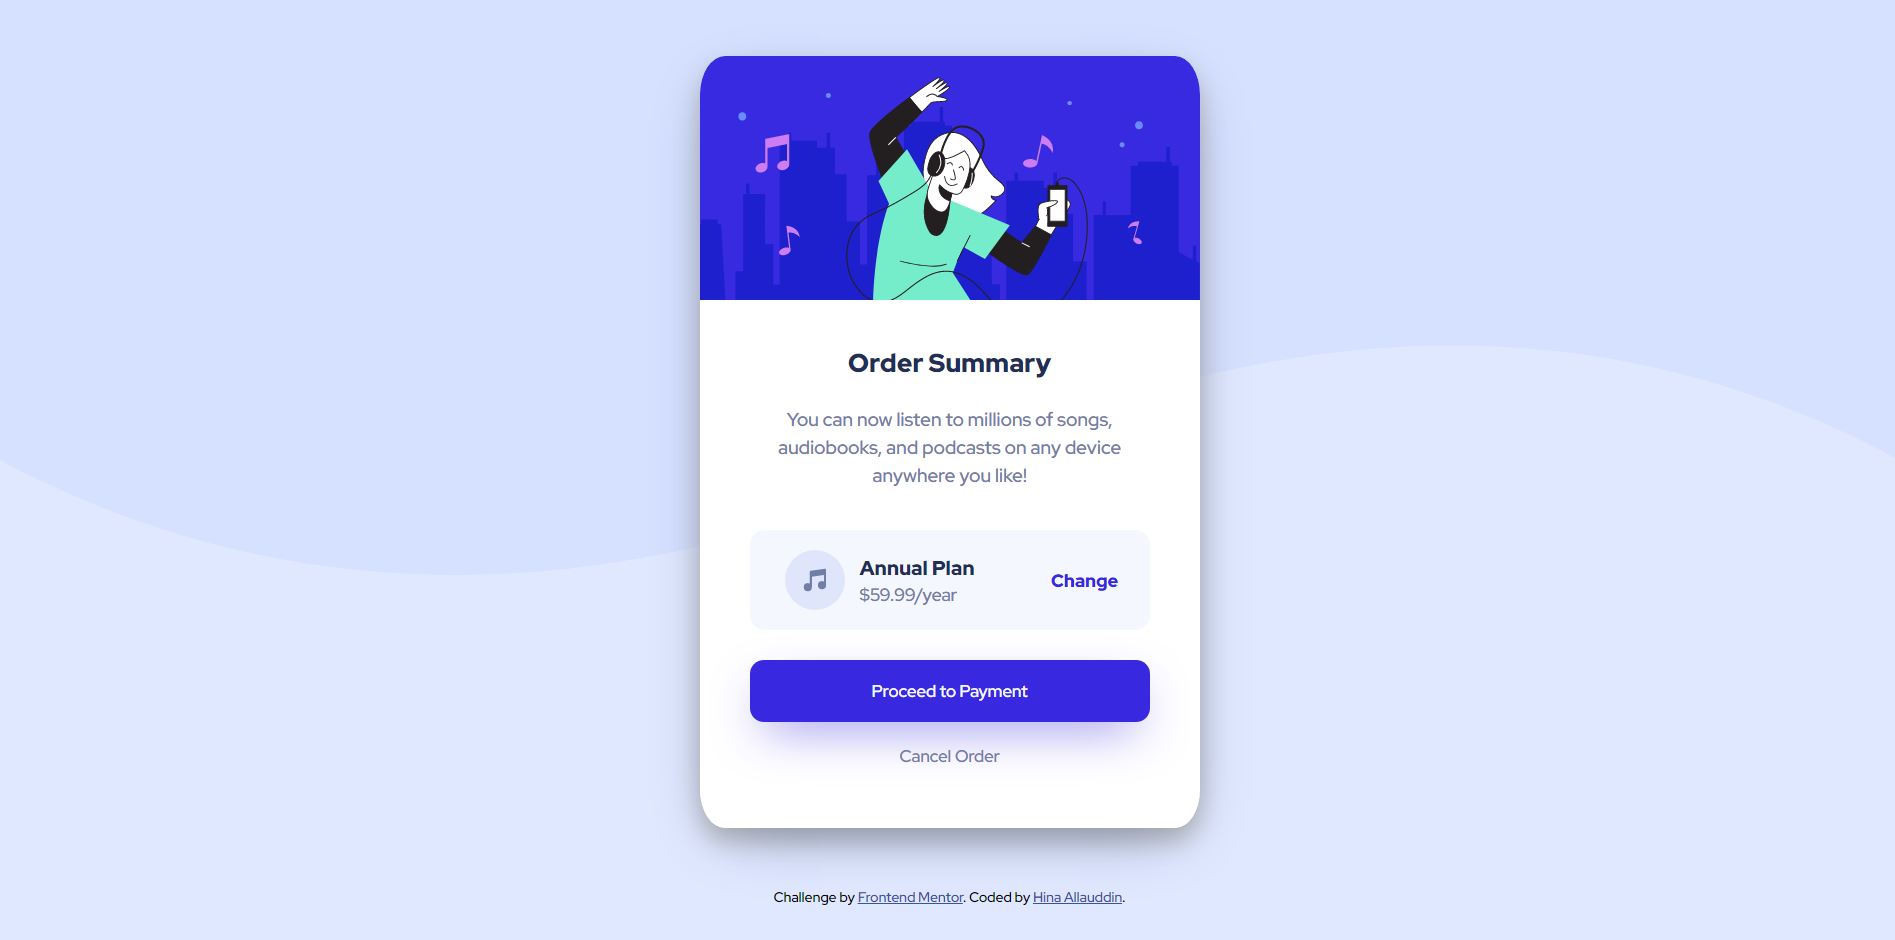 Order Summary
You can now listen to millions of songs,
audiobooks, and podcasts on any device
anywhere you like!
Annual Plan
$59.99/year
Change
Proceed to Payment
Cancel Order
Challenge by Frontend Mentor. Coded by Hina Allauddin.